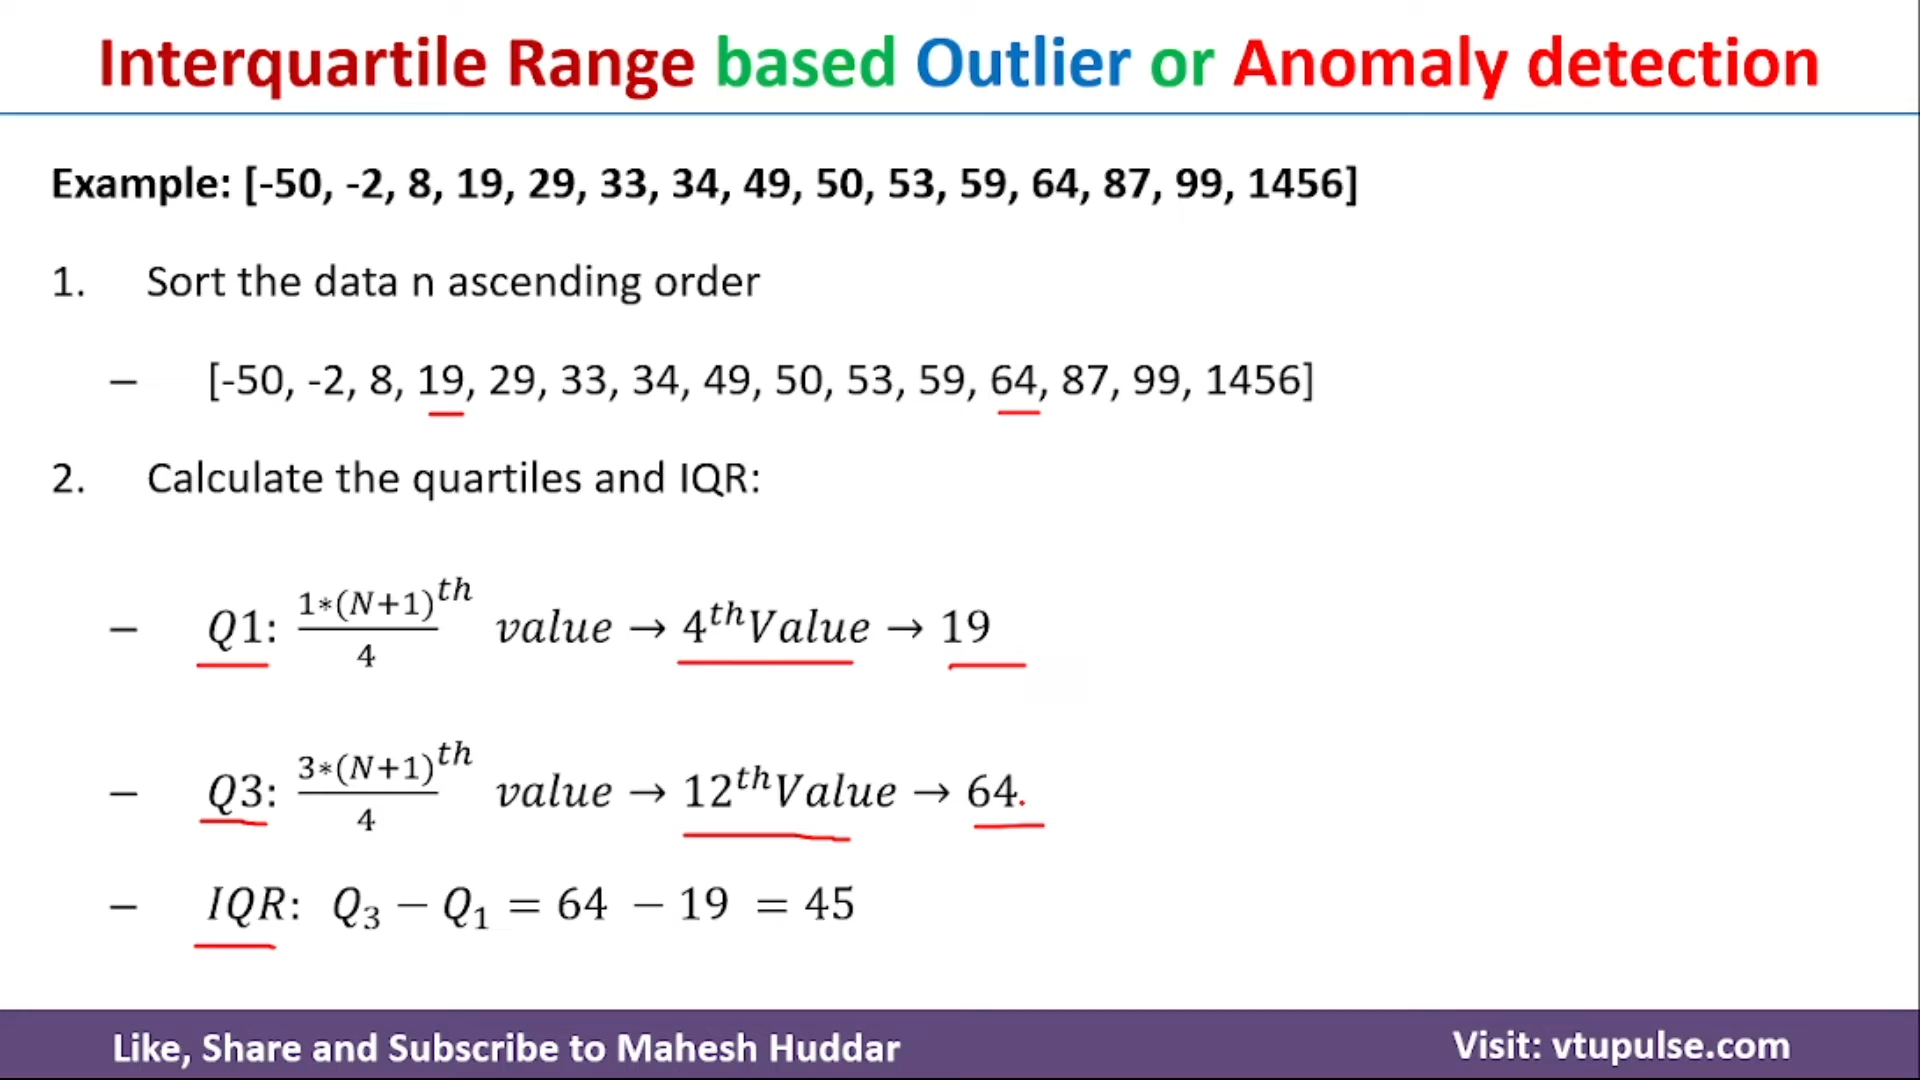 Interquartile Range based Outlier or Anomaly detection
Example: [-50, -2, 8, 19, 29, 33, 34, 49, 50, 53, 59, 64, 87, 99, 1456]
1. Sort the data n ascending order
– [-50, -2, 8, 19, 29, 33, 34, 49, 50, 53, 59, 64, 87, 99, 1456]
2. Calculate the quartiles and IQR:
– Q1: 1*(N+1)/4 th value → 4th Value → 19
– Q3: 3*(N+1)/4 th value → 12th Value → 64.
– IQR: Q3 − Q1 = 64 − 19 = 45
Like, Share and Subscribe to Mahesh Huddar
Visit: vtupulse.com